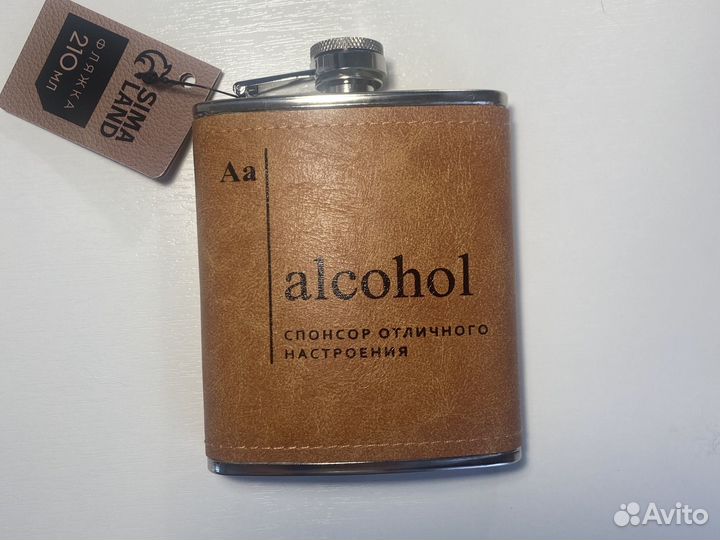 SIMA
LAND
ФЛЯЖКА
210 МЛ
Aa
alcohol
СПОНСОР ОТЛИЧНОГО
НАСТРОЕНИЯ
Avito